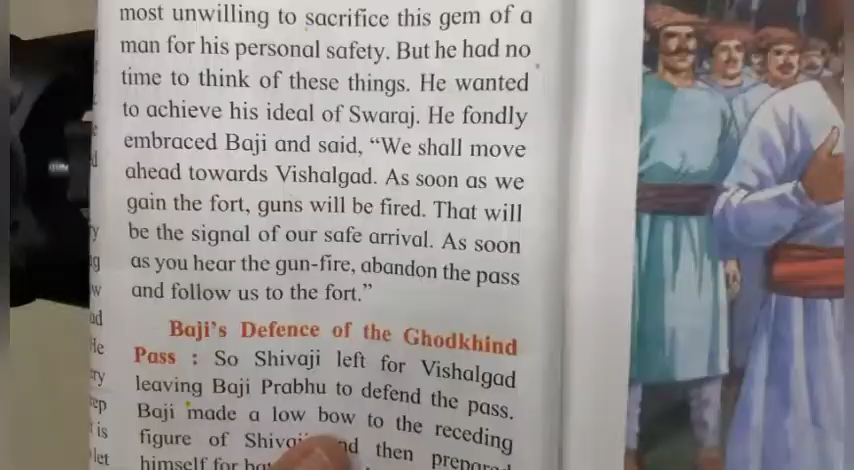 most unwilling to sacrifice this gem of a
man for his personal safety. But he had no
time to think of these things. He wanted
to achieve his ideal of Swaraj. He fondly
embraced Baji and said, “We shall move
ahead towards Vishalgad. As soon as we
gain the fort, guns will be fired. That will
be the signal of our safe arrival. As soon
as you hear the gun-fire, abandon the pass
and follow us to the fort.”
Baji’s Defence of the Ghodkhind
Pass : So Shivaji left for Vishalgad
leaving Baji Prabhu to defend the pass.
Baji made a low bow to the receding
figure of then prepared
himself for